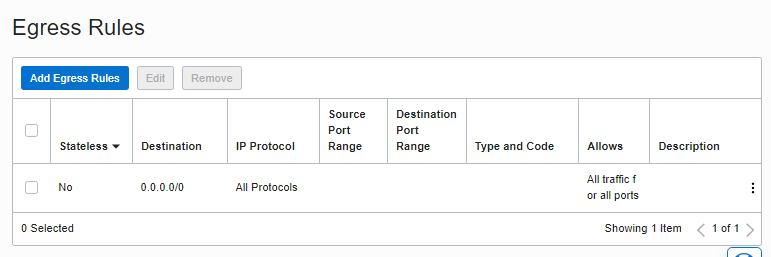 Egress Rules
Add Egress Rules Edit Remove
Stateless Destination IP Protocol Source Port Range Destination Port Range Type and Code Allows Description
No 0.0.0.0/0 All Protocols All traffic f
or all ports
0 Selected Showing 1 Item 1 of 1